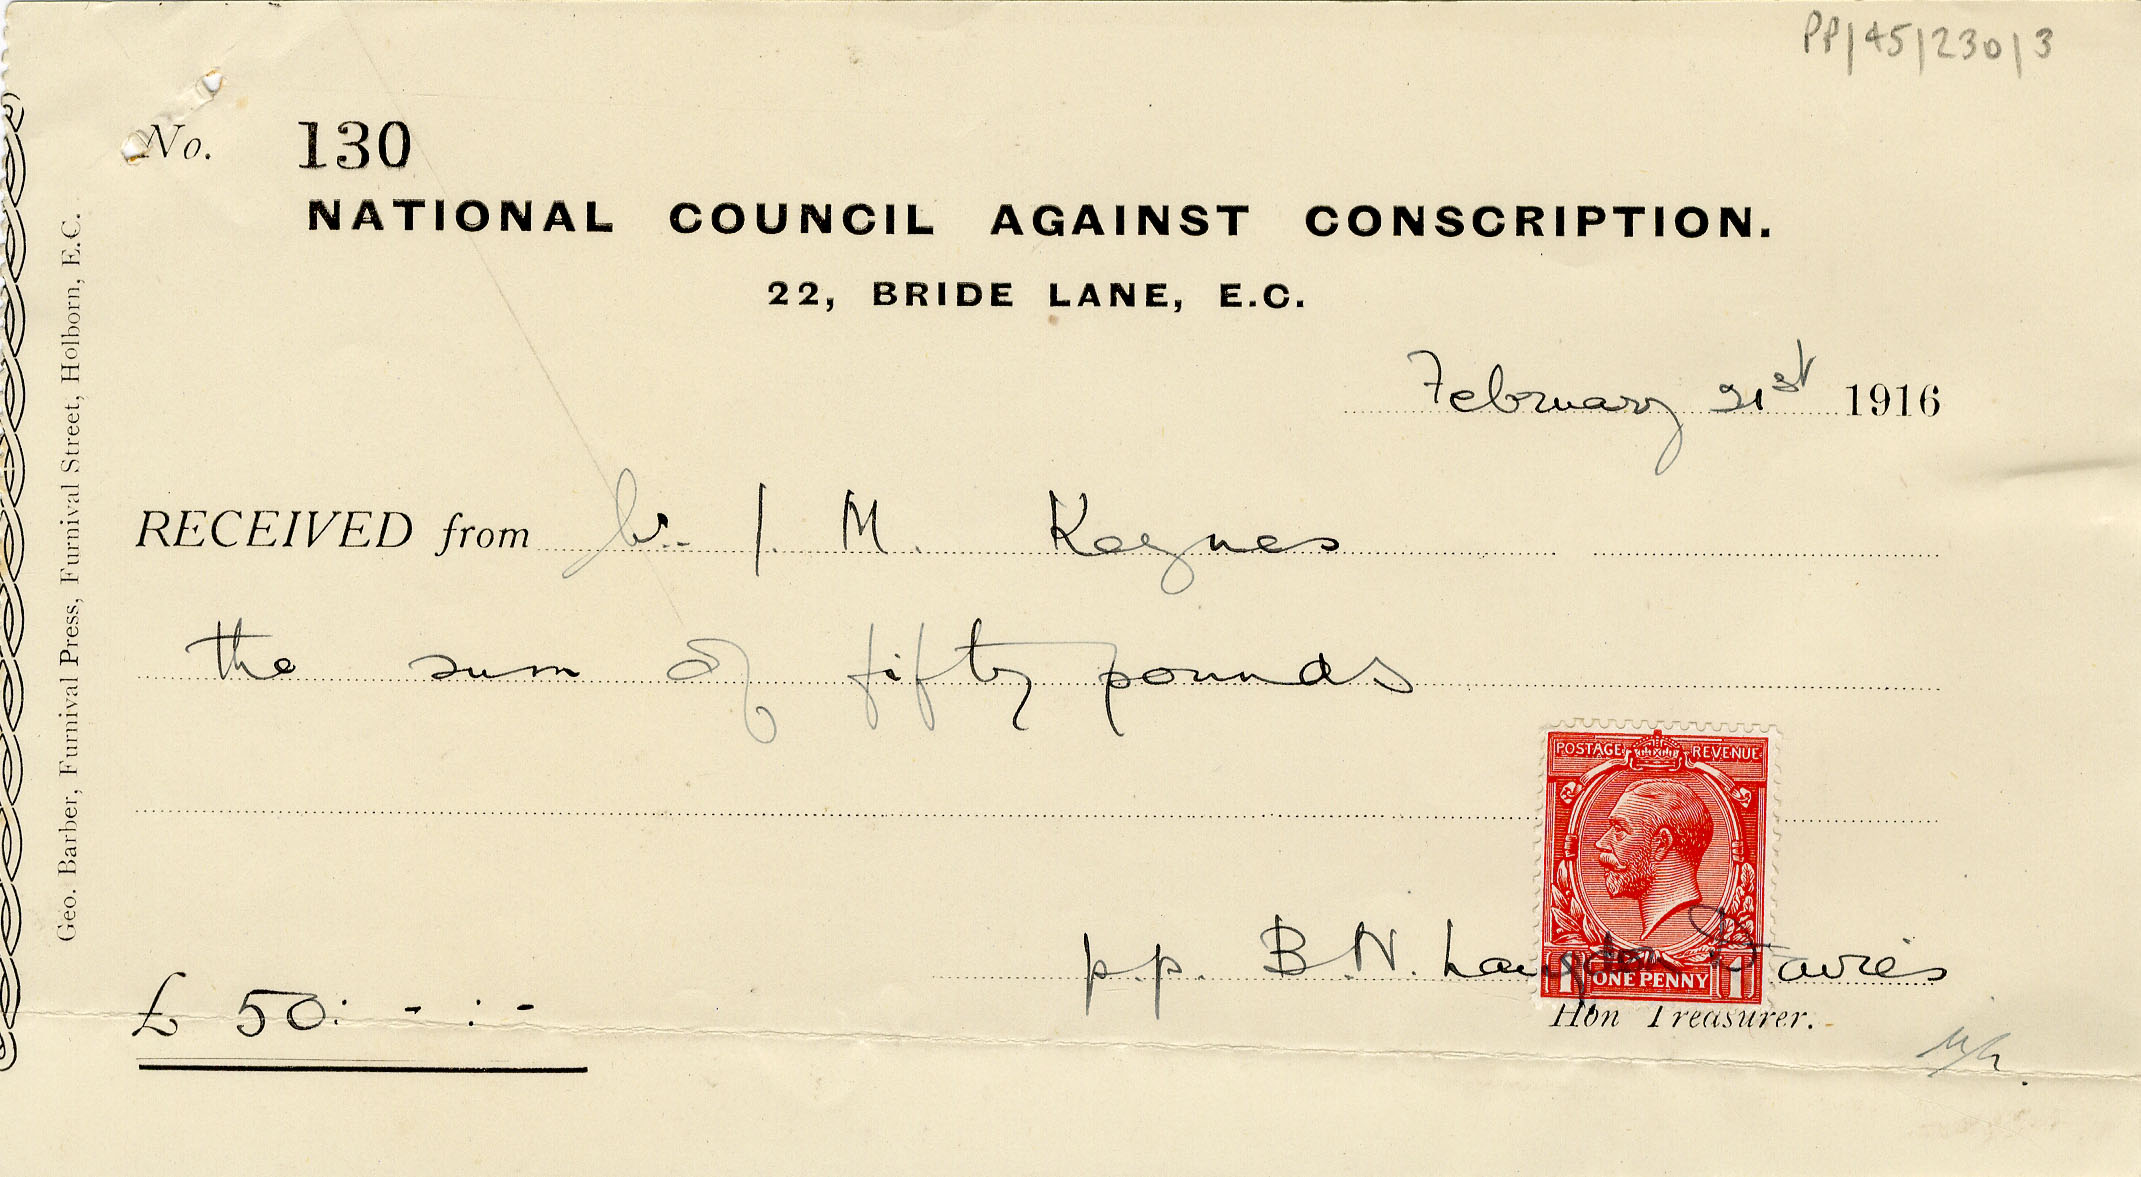 PP/45/230/3
No. 130
NATIONAL COUNCIL AGAINST CONSCRIPTION.
22, BRIDE LANE, E.C.
February 21st 1916
RECEIVED from J. M. Keynes
the sum of fifty pounds
POSTAGE REVENUE
p.p. B. N. Langdon Davies
1 ONE PENNY 1
Hon Treasurer.
£ 50 : - : -
Geo. Barber, Furnival Press, Furnival Street, Holborn, E.C.